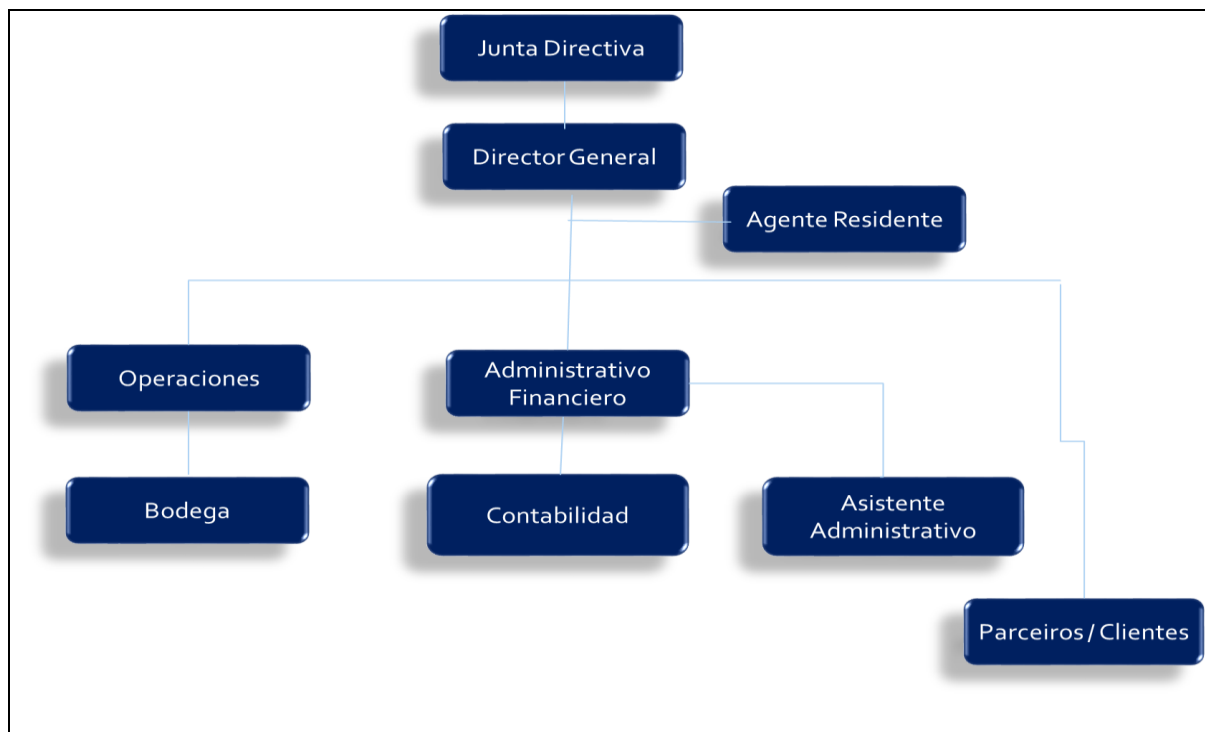 Junta Directiva
Director General
Agente Residente
Operaciones
Administrativo
Financiero
Bodega
Contabilidad
Asistente
Administrativo
Parceiros / Clientes